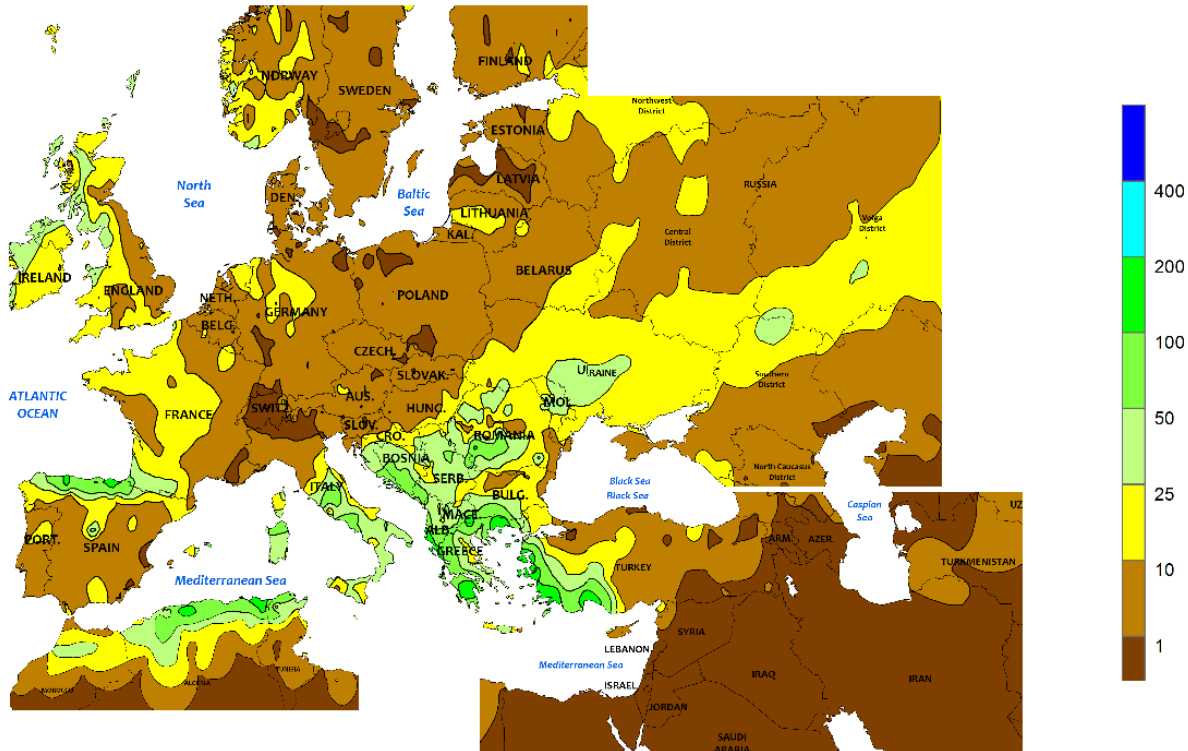 NORWAY
SWEDEN
FINLAND
Northwest
District
ESTONIA
LATVIA
RUSSIA
North
Sea
Baltic
Sea
DEN.
LITHUANIA
KAL.
Central
District
Volga
District
IRELAND
ENGLAND
NETH.
BELG.
GERMANY
POLAND
BELARUS
CZECH.
SLOVAK.
UKRAINE
Southern
District
ATLANTIC
OCEAN
FRANCE
SWITZ.
AUS.
HUNG.
MOL.
SLOV.
CRO.
ROMANIA
BOSNIA
SERB.
ITALY
BULG.
Black Sea
Black Sea
North Caucasus
District
Caspian
Sea
UZ
PORT.
SPAIN
MACE.
ALB.
GREECE
TURKEY
ARM.
AZER.
TURKMENISTAN
Mediterranean Sea
SYRIA
LEBANON
Mediterranean Sea
ISRAEL
IRAQ
IRAN
JORDAN
MOROCCO
ALGERIA
TUNISIA
SAUDI
ARABIA
400
200
100
50
25
10
1